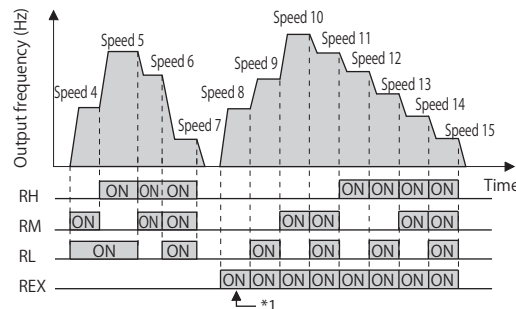 Output frequency (Hz)
Speed 10
Speed 5
Speed 11
Speed 6
Speed 9
Speed 12
Speed 4
Speed 8
Speed 13
Speed 7
Speed 14
Speed 15
Time
RH ON ON ON ON ON ON ON
RM ON ON ON ON ON ON ON
RL ON ON ON ON ON ON
REX ON ON ON ON ON ON ON ON
*1